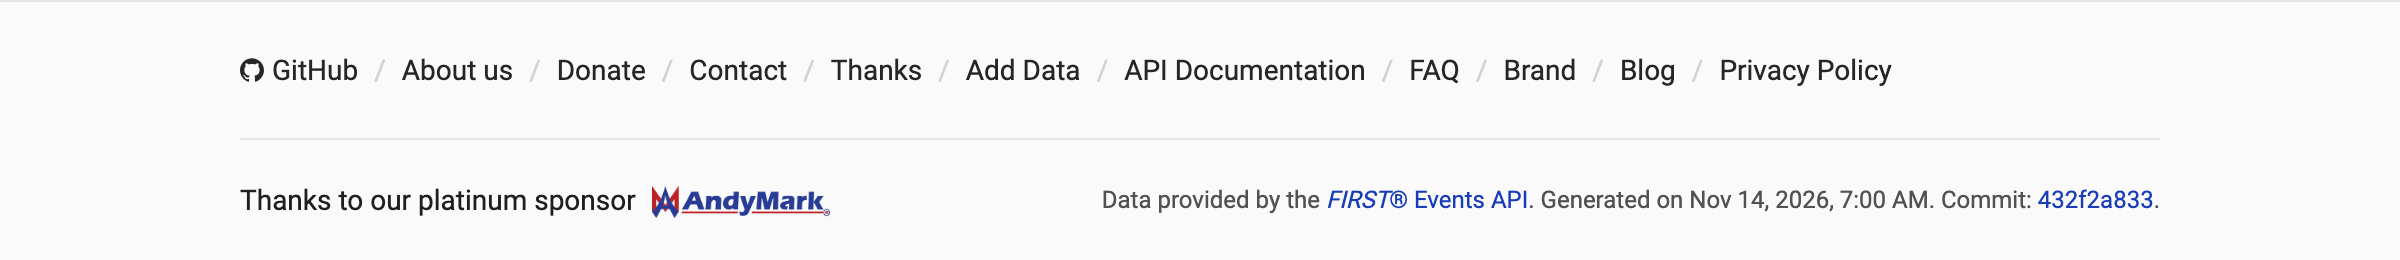 GitHub / About us / Donate / Contact / Thanks / Add Data / API Documentation / FAQ / Brand / Blog / Privacy Policy
Thanks to our platinum sponsor AndyMark® Data provided by the FIRST® Events API. Generated on Nov 14, 2026, 7:00 AM. Commit: 432f2a833.